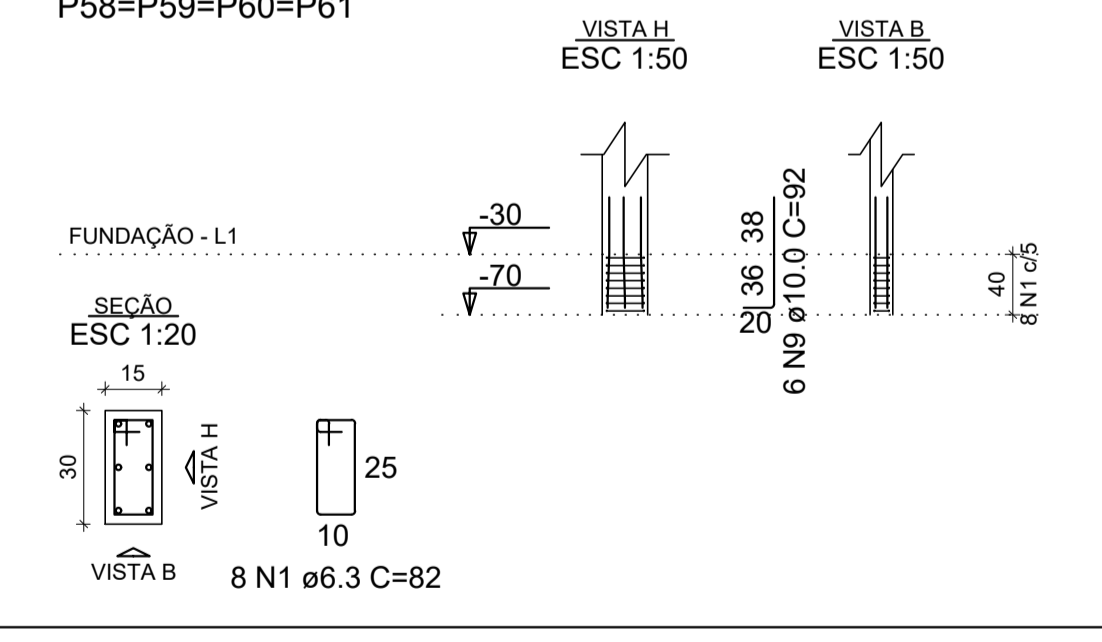 P58=P59=P60=P61
VISTA H
ESC 1:50
VISTA B
ESC 1:50
FUNDAÇÃO - L1
-30
-70
38
36
20
6 N9 ø10.0 C=92
40
8 N1 c/5
SEÇÃO
ESC 1:20
15
30
VISTA H
VISTA B
25
10
8 N1 ø6.3 C=82